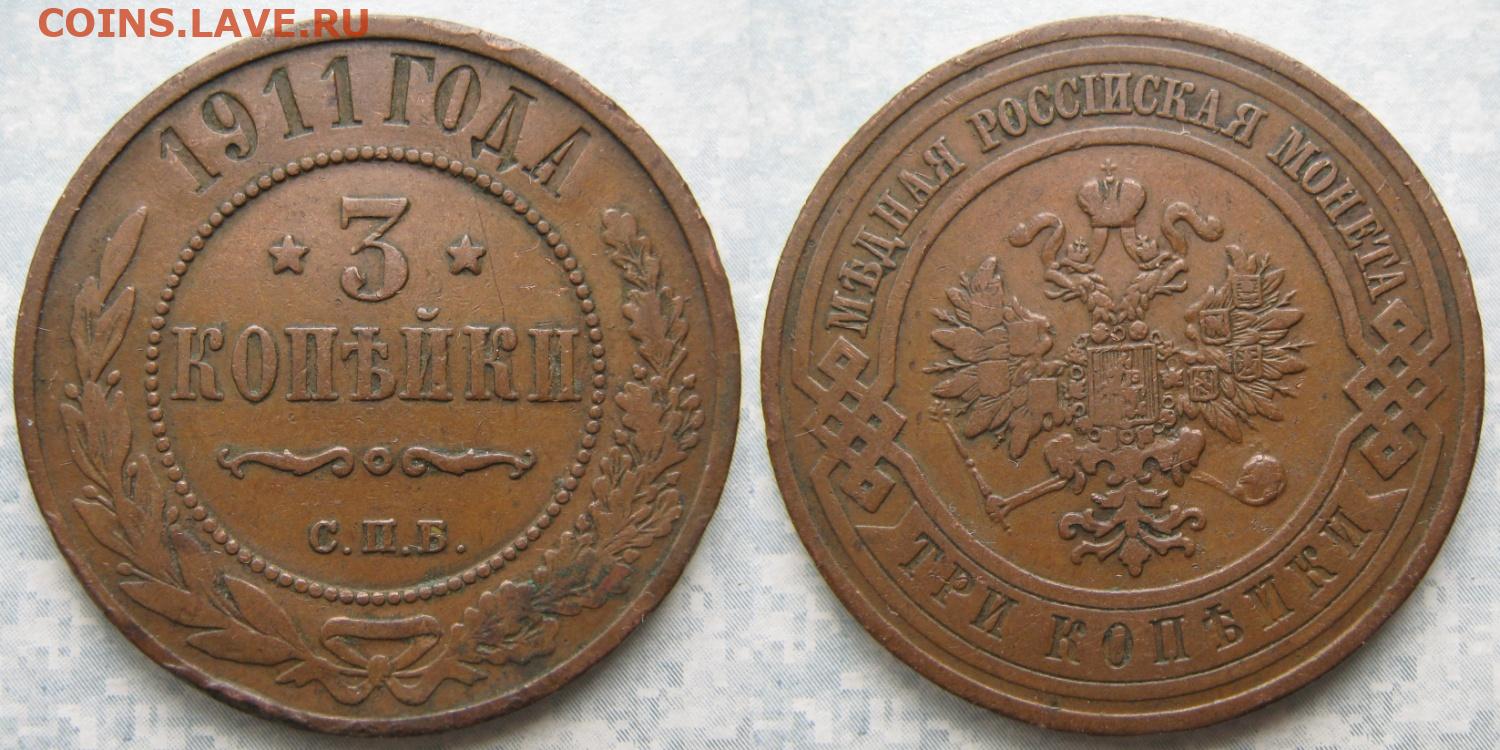 COINS.LAVE.RU
1911 ГОДА
3
КОПѢЙКИ
С.П.Б.
МѢДНАЯ РОССІЙСКАЯ МОНЕТА
ТРИ КОПѢЙКИ